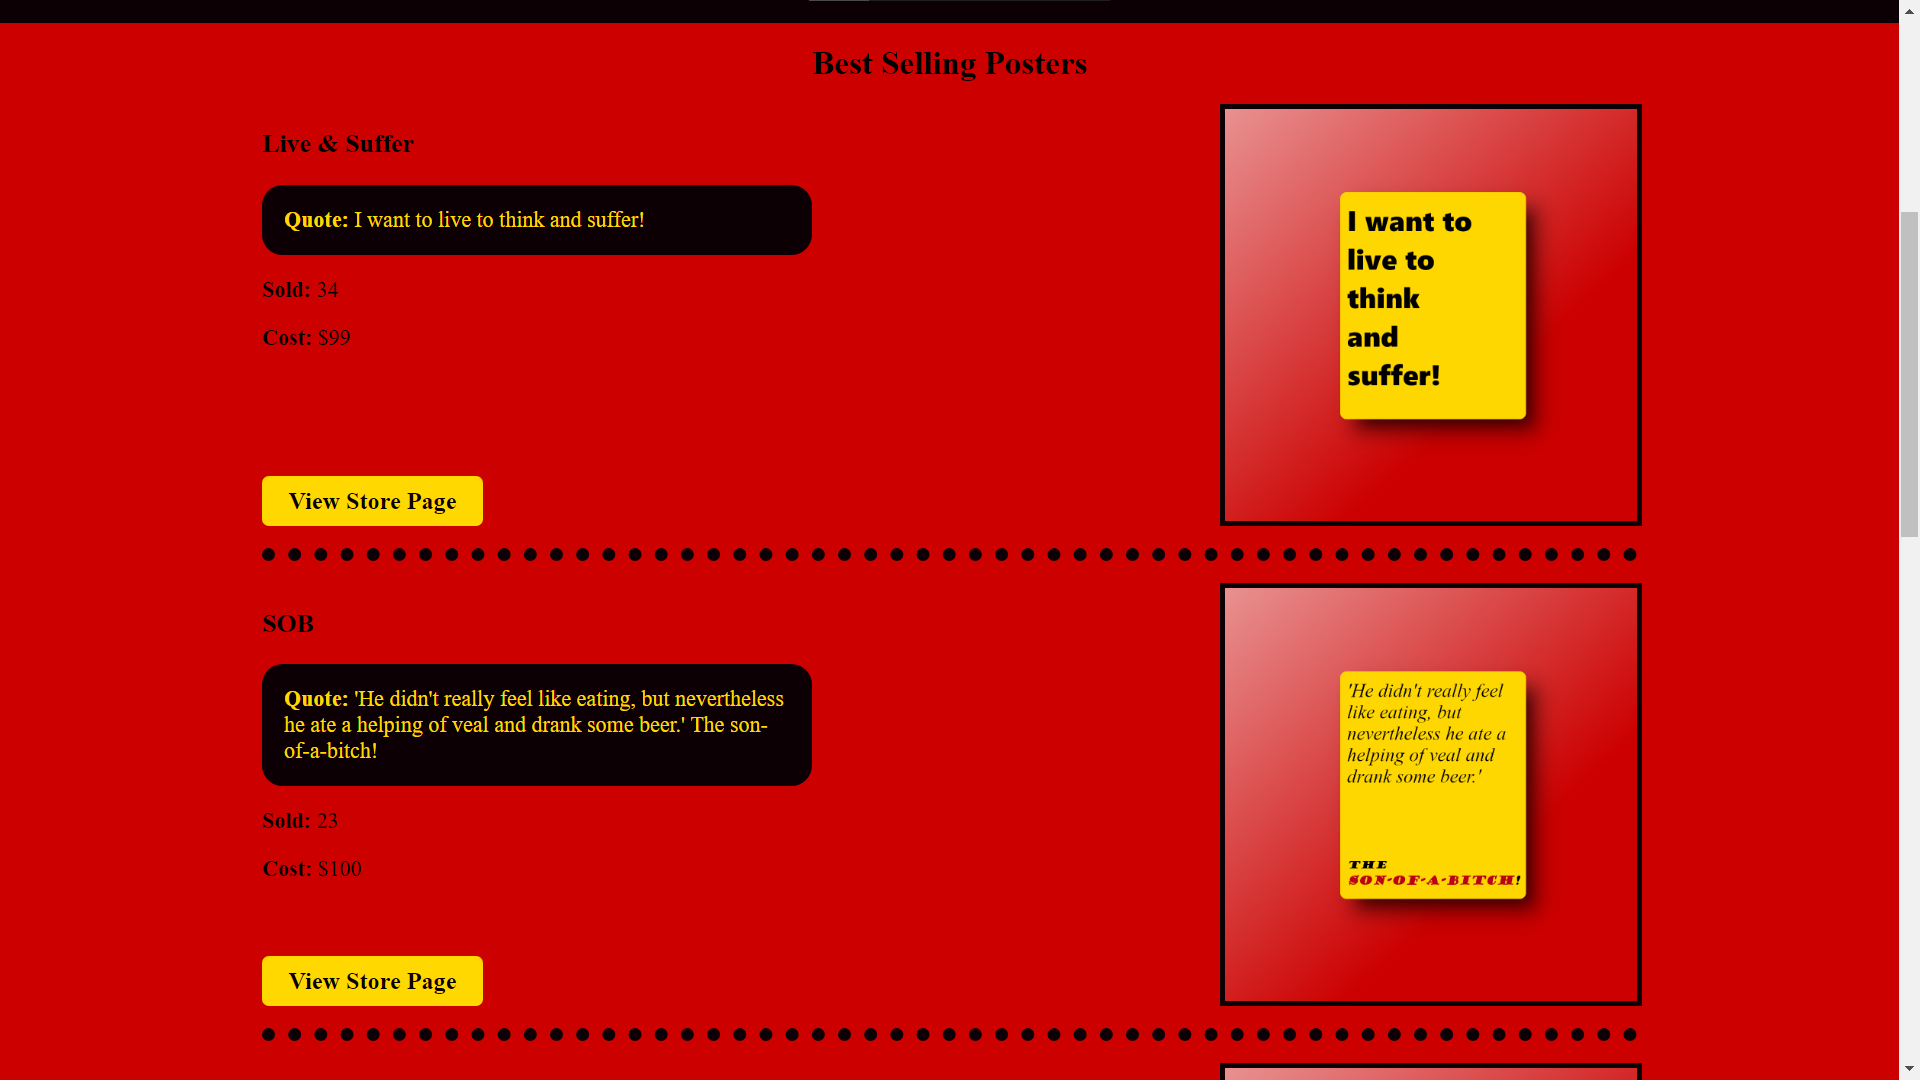 Best Selling Posters
Live & Suffer
Quote: I want to live to think and suffer!
Sold: 34
Cost: $99
View Store Page
I want to
live to
think
and
suffer!
SOB
Quote: 'He didn't really feel like eating, but nevertheless
he ate a helping of veal and drank some beer.' The son-
of-a-bitch!
Sold: 23
Cost: $100
View Store Page
'He didn't really feel
like eating, but
nevertheless he ate a
helping of veal and
drank some beer.'
THE
SON-OF-A-BITCH!